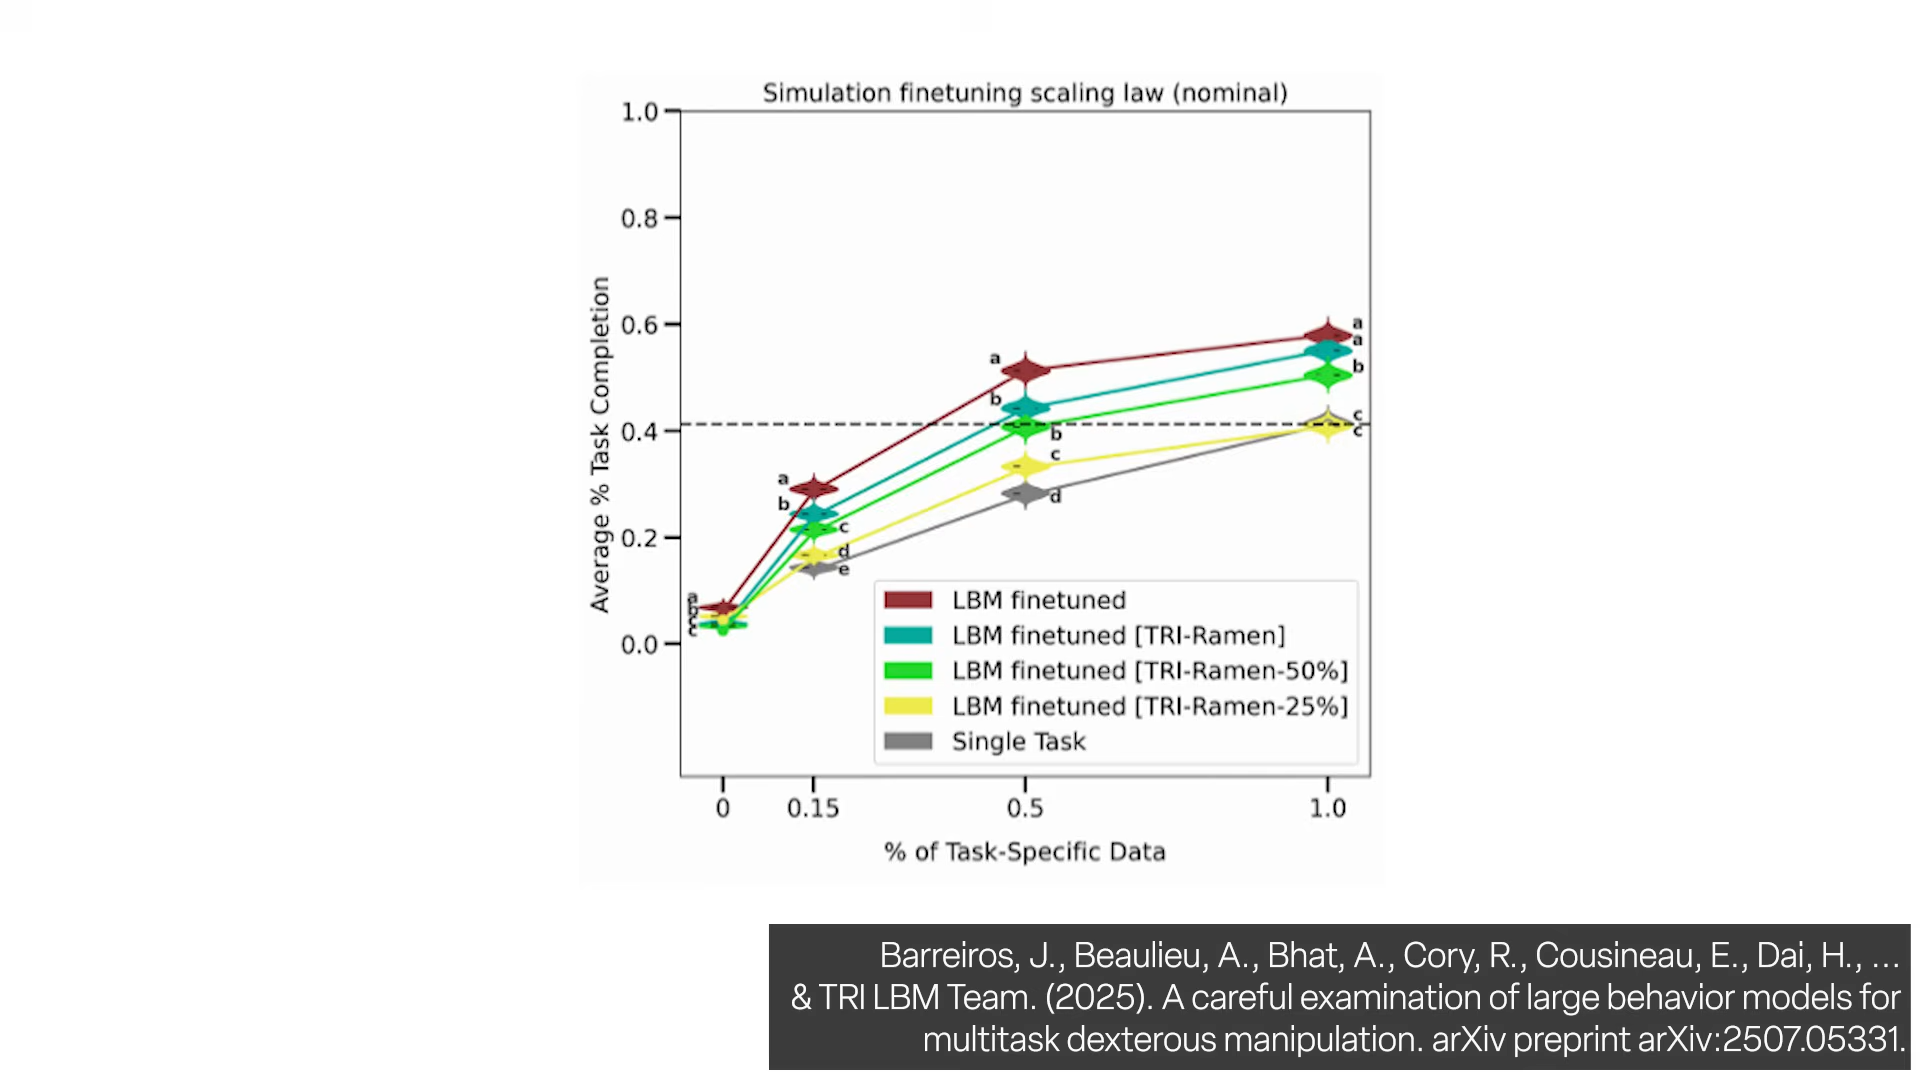 Simulation finetuning scaling law (nominal)
1.0
0.8
0.6
0.4
0.2
0.0
Average % Task Completion
a
b
c
c
a
b
c
d
e
a
b
b
c
d
a
a
b
c
c
LBM finetuned
LBM finetuned [TRI-Ramen]
LBM finetuned [TRI-Ramen-50%]
LBM finetuned [TRI-Ramen-25%]
Single Task
0 0.15 0.5 1.0
% of Task-Specific Data
Barreiros, J., Beaulieu, A., Bhat, A., Cory, R., Cousineau, E., Dai, H., ...
& TRI LBM Team. (2025). A careful examination of large behavior models for
multitask dexterous manipulation. arXiv preprint arXiv:2507.05331.